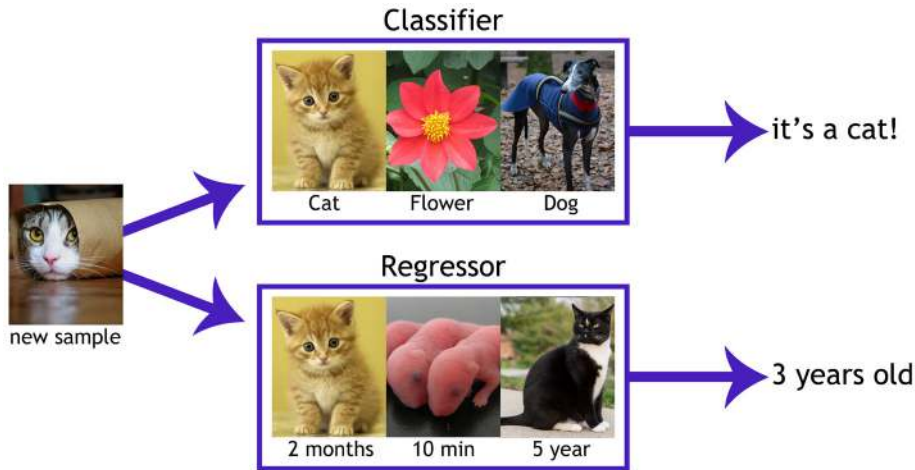 Classifier
Cat Flower Dog
it's a cat!
new sample
Regressor
2 months 10 min 5 year
3 years old